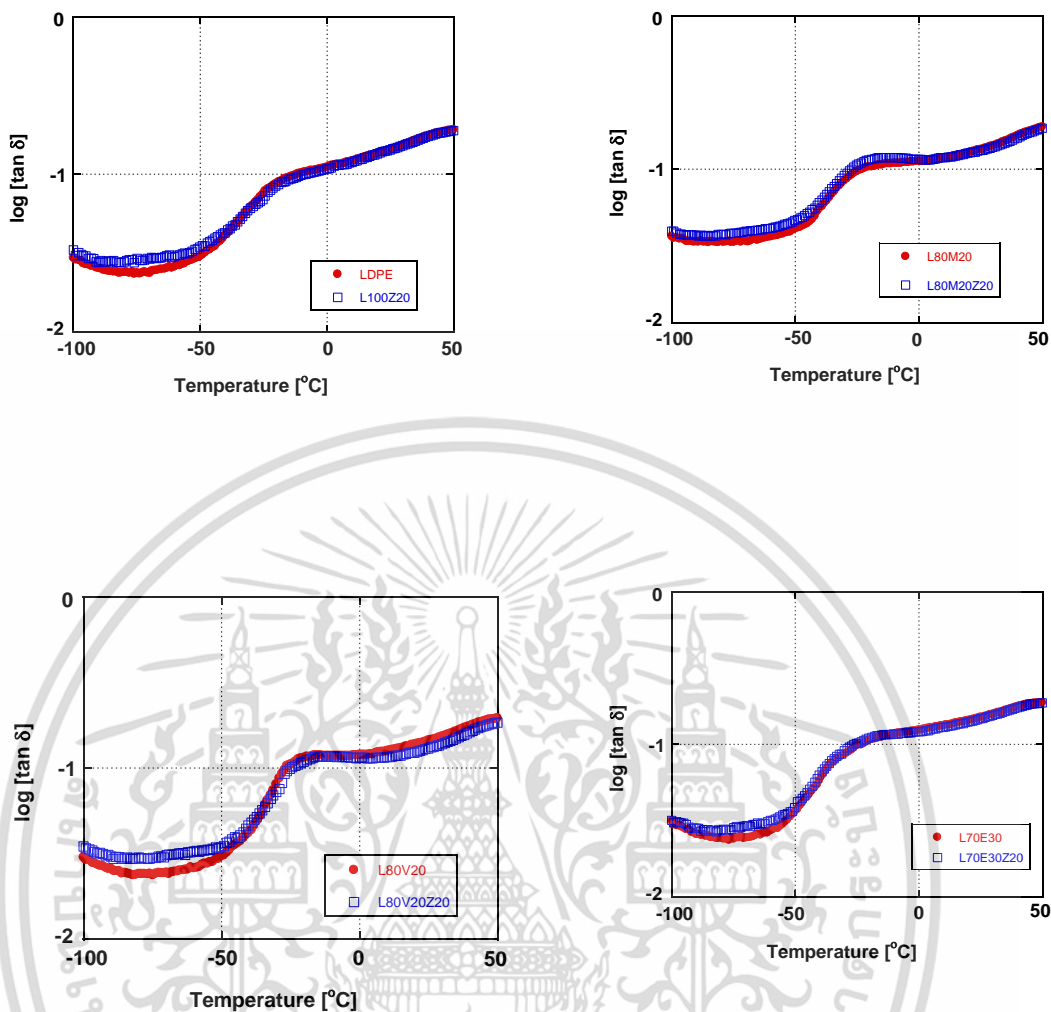 0
-1
-2
log [tan δ]
-100
-50
0
50
Temperature [°C]
LDPE
L100Z20
0
-1
-2
log [tan δ]
-100
-50
0
50
Temperature [°C]
L80M20
L80M20Z20
0
-1
-2
log [tan δ]
-100
-50
0
50
Temperature [°C]
L80V20
L80V20Z20
0
-1
-2
log [tan δ]
-100
-50
0
50
Temperature [°C]
L70E30
L70E30Z20